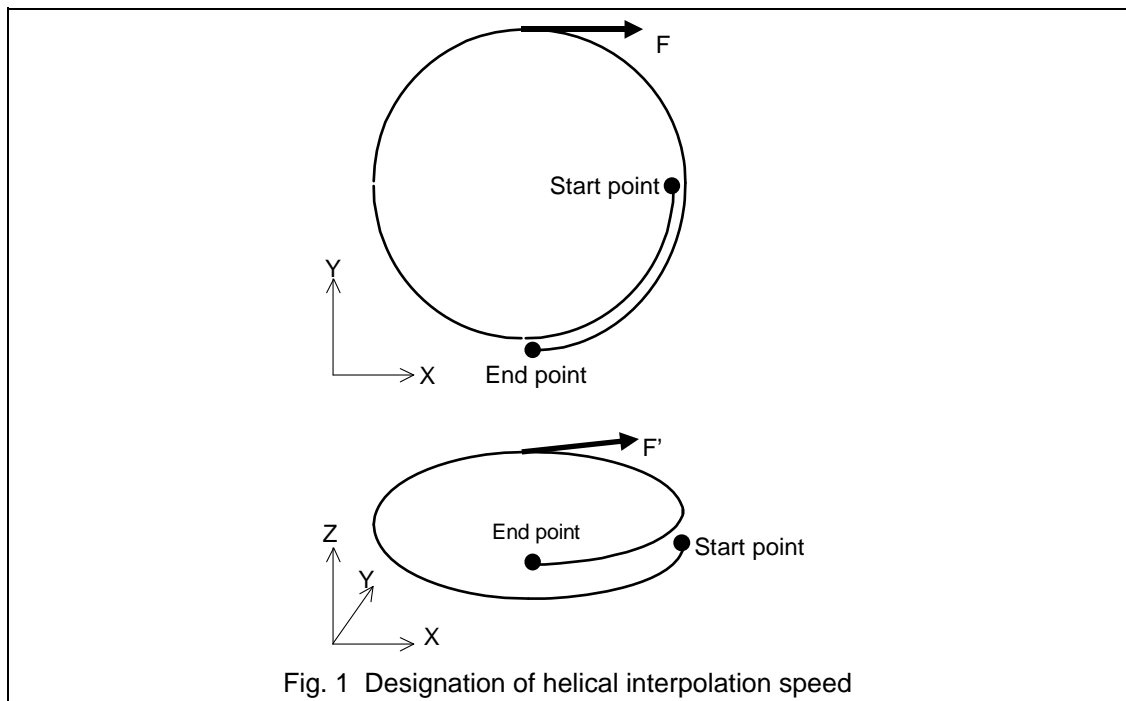 F
Start point
Y
X
End point
F'
End point
Z
Start point
Y
X
Fig. 1 Designation of helical interpolation speed